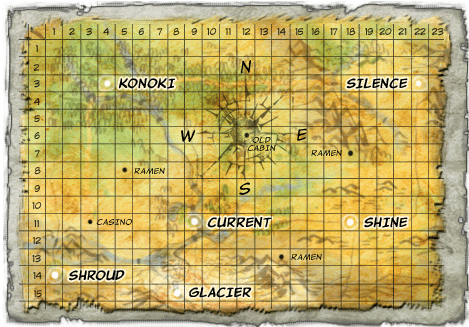 1 2 3 4 5 6 7 8 9 10 11 12 13 14 15 16 17 18 19 20 21 22 23
1
2
N
3
KONOKI
SILENCE
4
5
6
W
OLD
CABIN
E
7
RAMEN
8
RAMEN
S
9
10
11
CASINO
CURRENT
SHINE
12
13
RAMEN
14
SHROUD
15
GLACIER